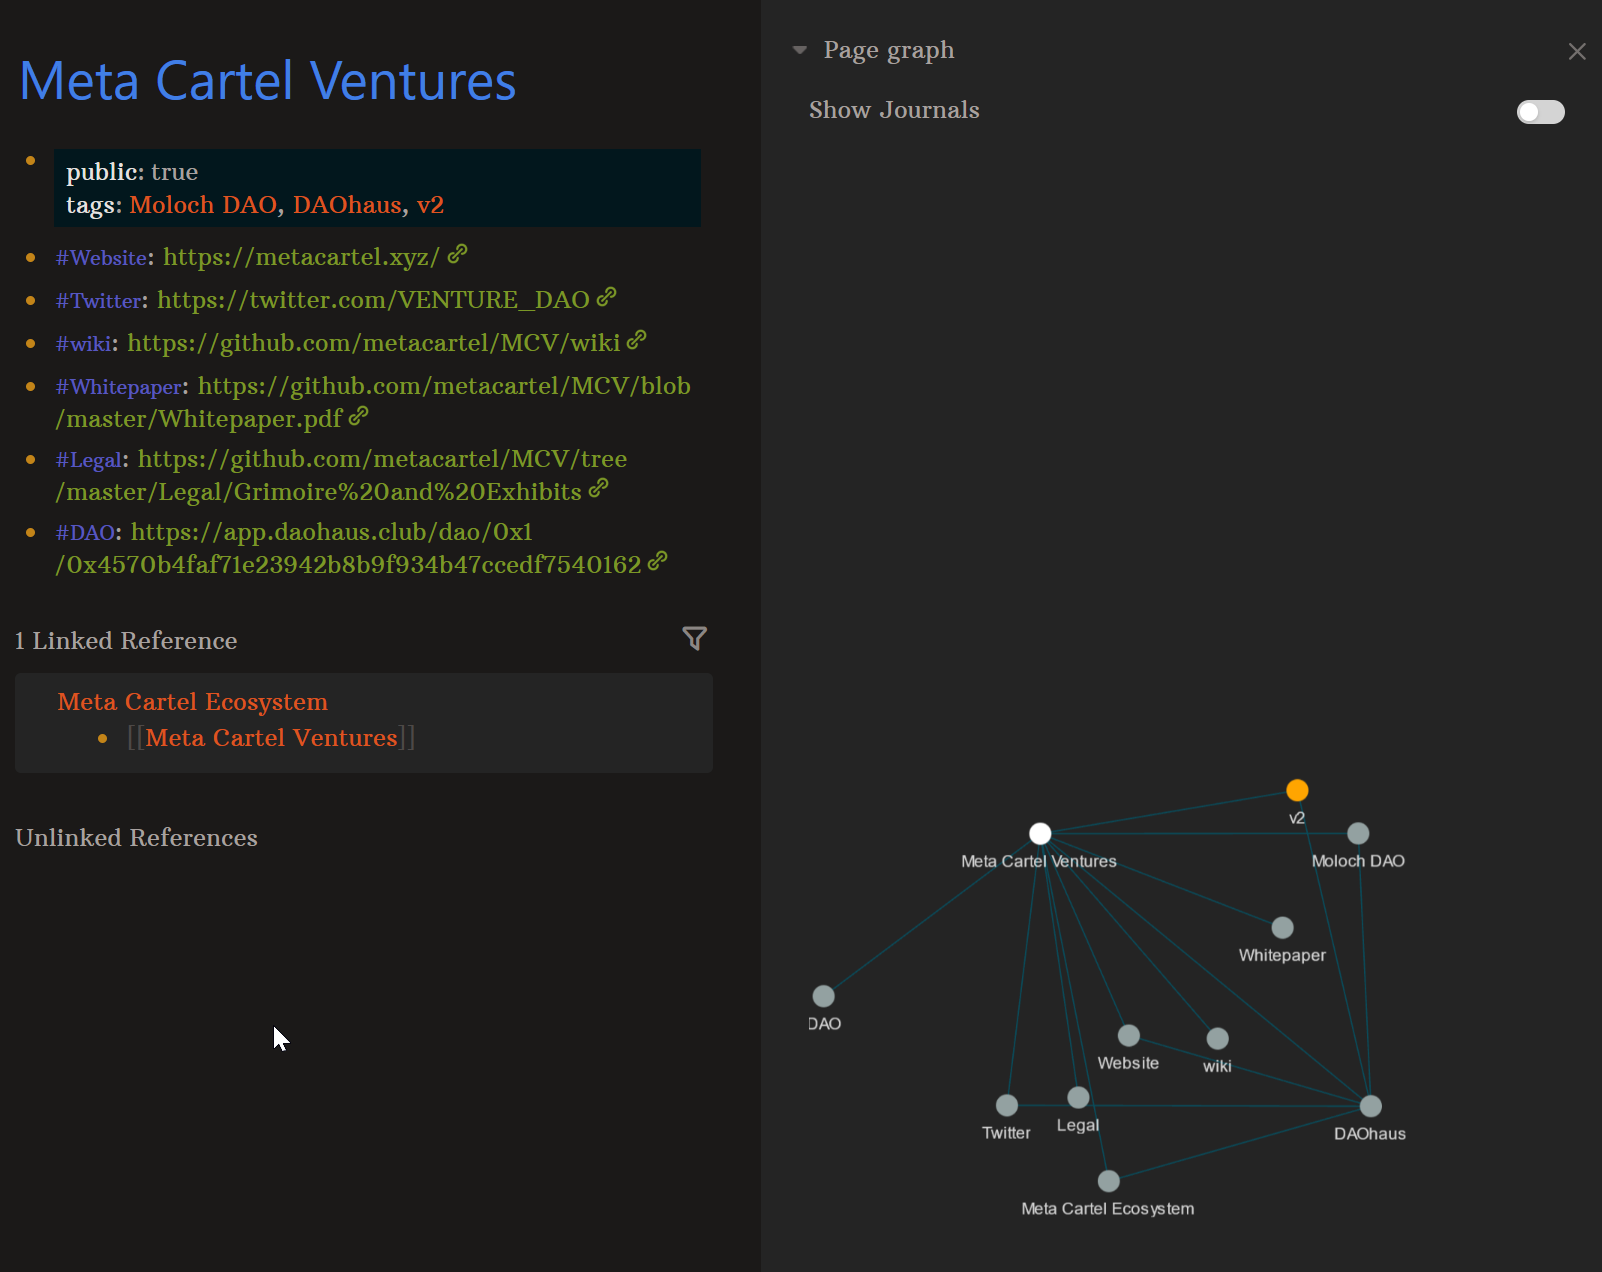 Meta Cartel Ventures
public: true
tags: Moloch DAO, DAOhaus, v2
#Website: https://metacartel.xyz/
#Twitter: https://twitter.com/VENTURE_DAO
#wiki: https://github.com/metacartel/MCV/wiki
#Whitepaper: https://github.com/metacartel/MCV/blob
/master/Whitepaper.pdf
#Legal: https://github.com/metacartel/MCV/tree
/master/Legal/Grimoire%20and%20Exhibits
#DAO: https://app.daohaus.club/dao/0x1
/0x4570b4faf71e23942b8b9f934b47ccedf7540162
1 Linked Reference
Meta Cartel Ecosystem
[[Meta Cartel Ventures]]
Unlinked References
Page graph
Show Journals
v2
Meta Cartel Ventures
Moloch DAO
Whitepaper
DAO
Website
wiki
Twitter
Legal
DAOhaus
Meta Cartel Ecosystem